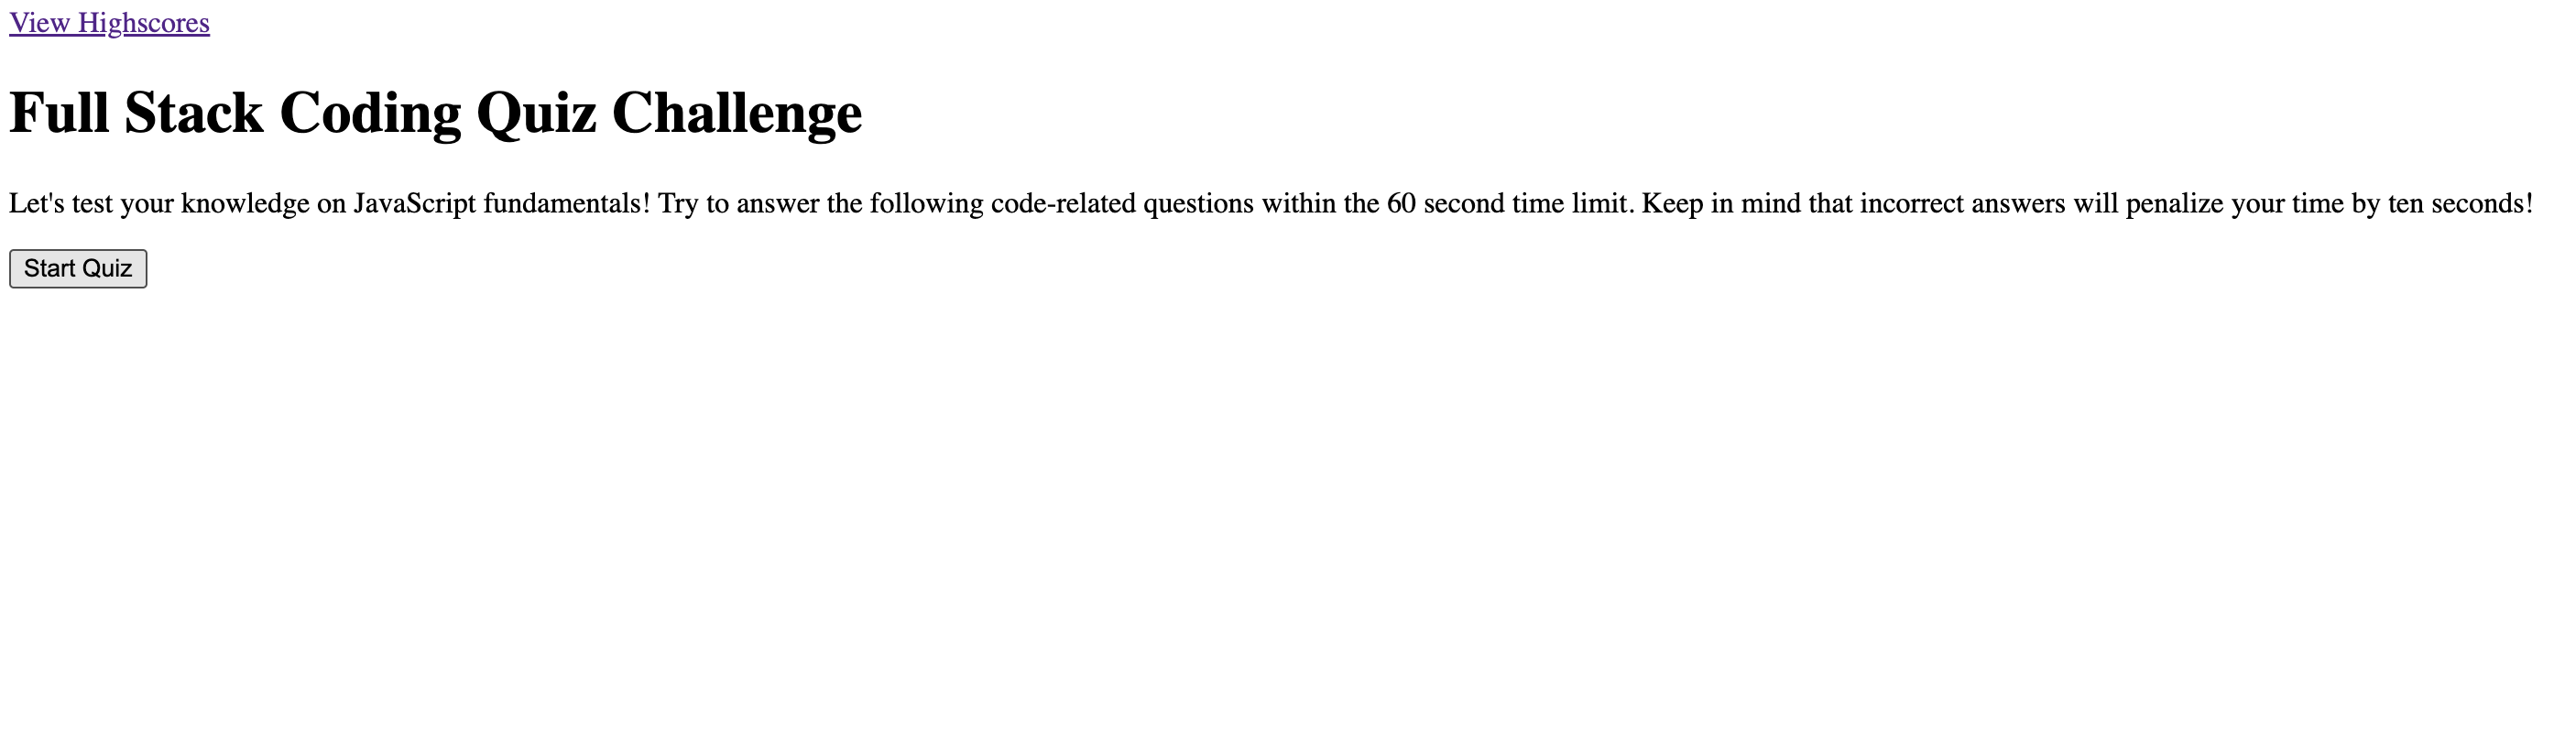 View Highscores
Full Stack Coding Quiz Challenge
Let's test your knowledge on JavaScript fundamentals! Try to answer the following code-related questions within the 60 second time limit. Keep in mind that incorrect answers will penalize your time by ten seconds!
Start Quiz